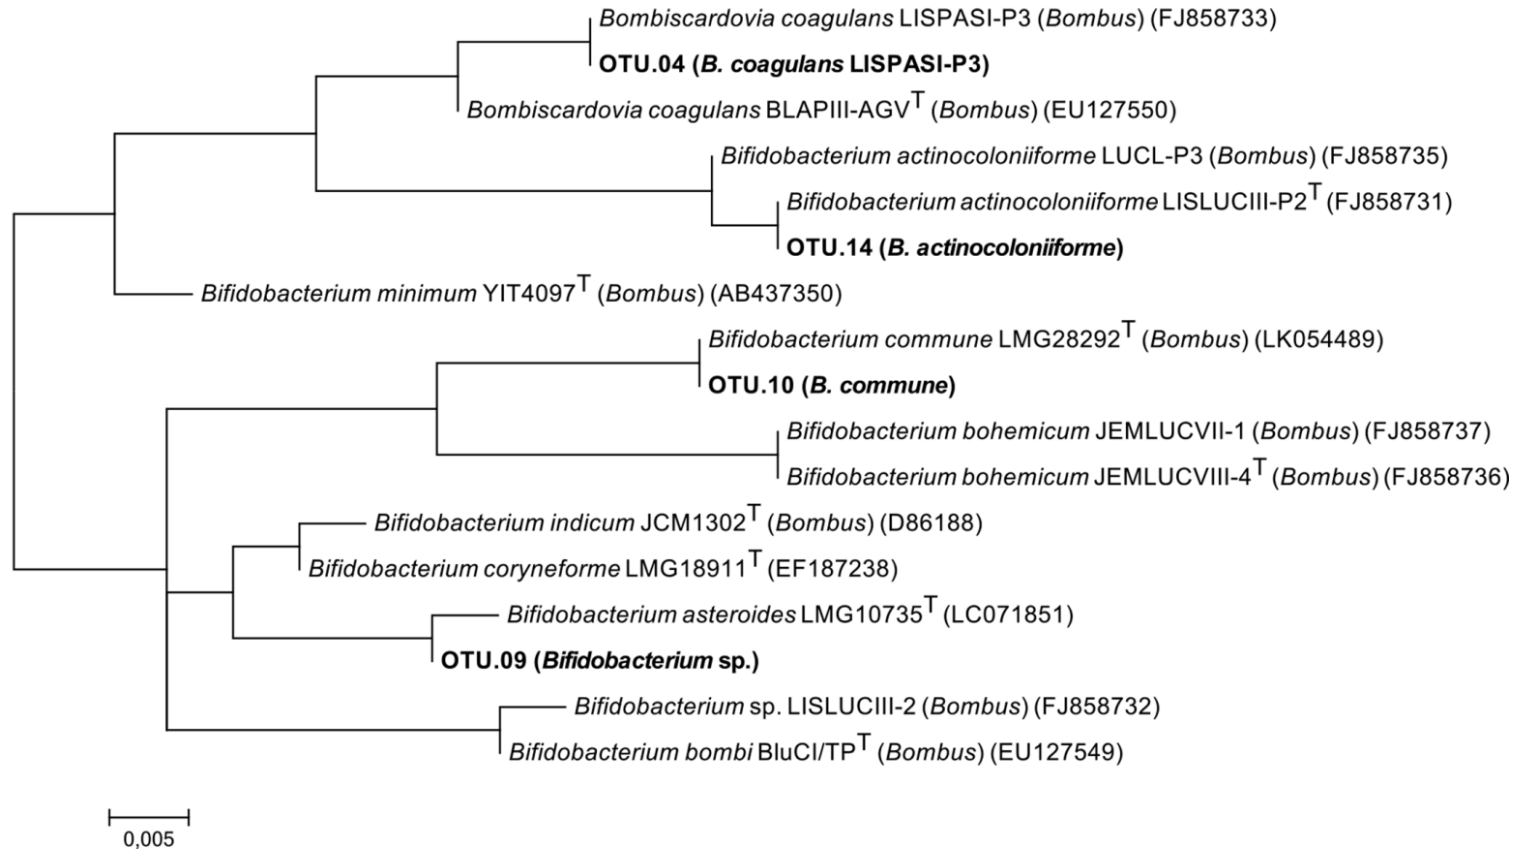 Bombiscardovia coagulans LISPASI-P3 (Bombus) (FJ858733)
OTU.04 (B. coagulans LISPASI-P3)
Bombiscardovia coagulans BLAPIII-AGVT (Bombus) (EU127550)
Bifidobacterium actinocoloniiforme LUCL-P3 (Bombus) (FJ858735)
Bifidobacterium actinocoloniiforme LISLUCIII-P2T (FJ858731)
OTU.14 (B. actinocoloniiforme)
Bifidobacterium minimum YIT4097T (Bombus) (AB437350)
Bifidobacterium commune LMG28292T (Bombus) (LK054489)
OTU.10 (B. commune)
Bifidobacterium bohemicum JEMLUCVII-1 (Bombus) (FJ858737)
Bifidobacterium bohemicum JEMLUCVIII-4T (Bombus) (FJ858736)
Bifidobacterium indicum JCM1302T (Bombus) (D86188)
Bifidobacterium coryneforme LMG18911T (EF187238)
Bifidobacterium asteroides LMG10735T (LC071851)
OTU.09 (Bifidobacterium sp.)
Bifidobacterium sp. LISLUCIII-2 (Bombus) (FJ858732)
Bifidobacterium bombi BluCI/TPT (Bombus) (EU127549)
0,005